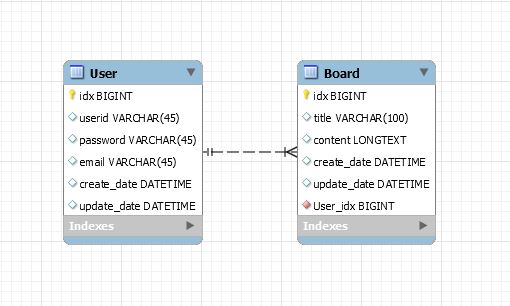 User
idx BIGINT
userid VARCHAR(45)
password VARCHAR(45)
email VARCHAR(45)
create_date DATETIME
update_date DATETIME
Indexes
Board
idx BIGINT
title VARCHAR(100)
content LONGTEXT
create_date DATETIME
update_date DATETIME
User_idx BIGINT
Indexes